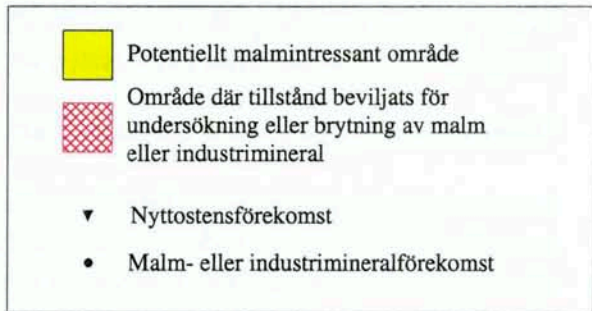 Potentiellt malmintressant område
Område där tillstånd beviljats för
undersökning eller brytning av malm
eller industrimineral
Nyttostensförekomst
Malm- eller industrimineralförekomst